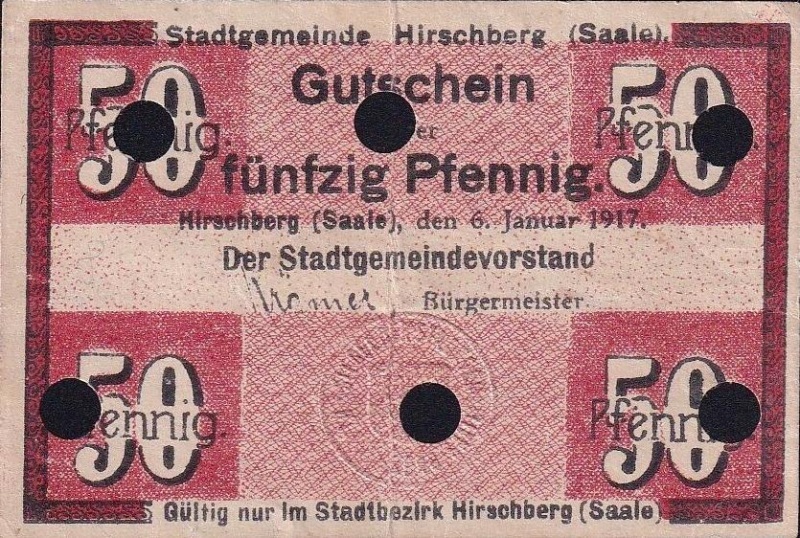 Stadtgemeinde Hirschberg (Saale).
50 Gutschein 50
fünfzig Pfennig.
Hirschberg (Saale), den 6. Januar 1917.
Der Stadtgemeindevorstand
Krämer, Bürgermeister.
50 50
Gültig nur im Stadtbezirk Hirschberg (Saale)